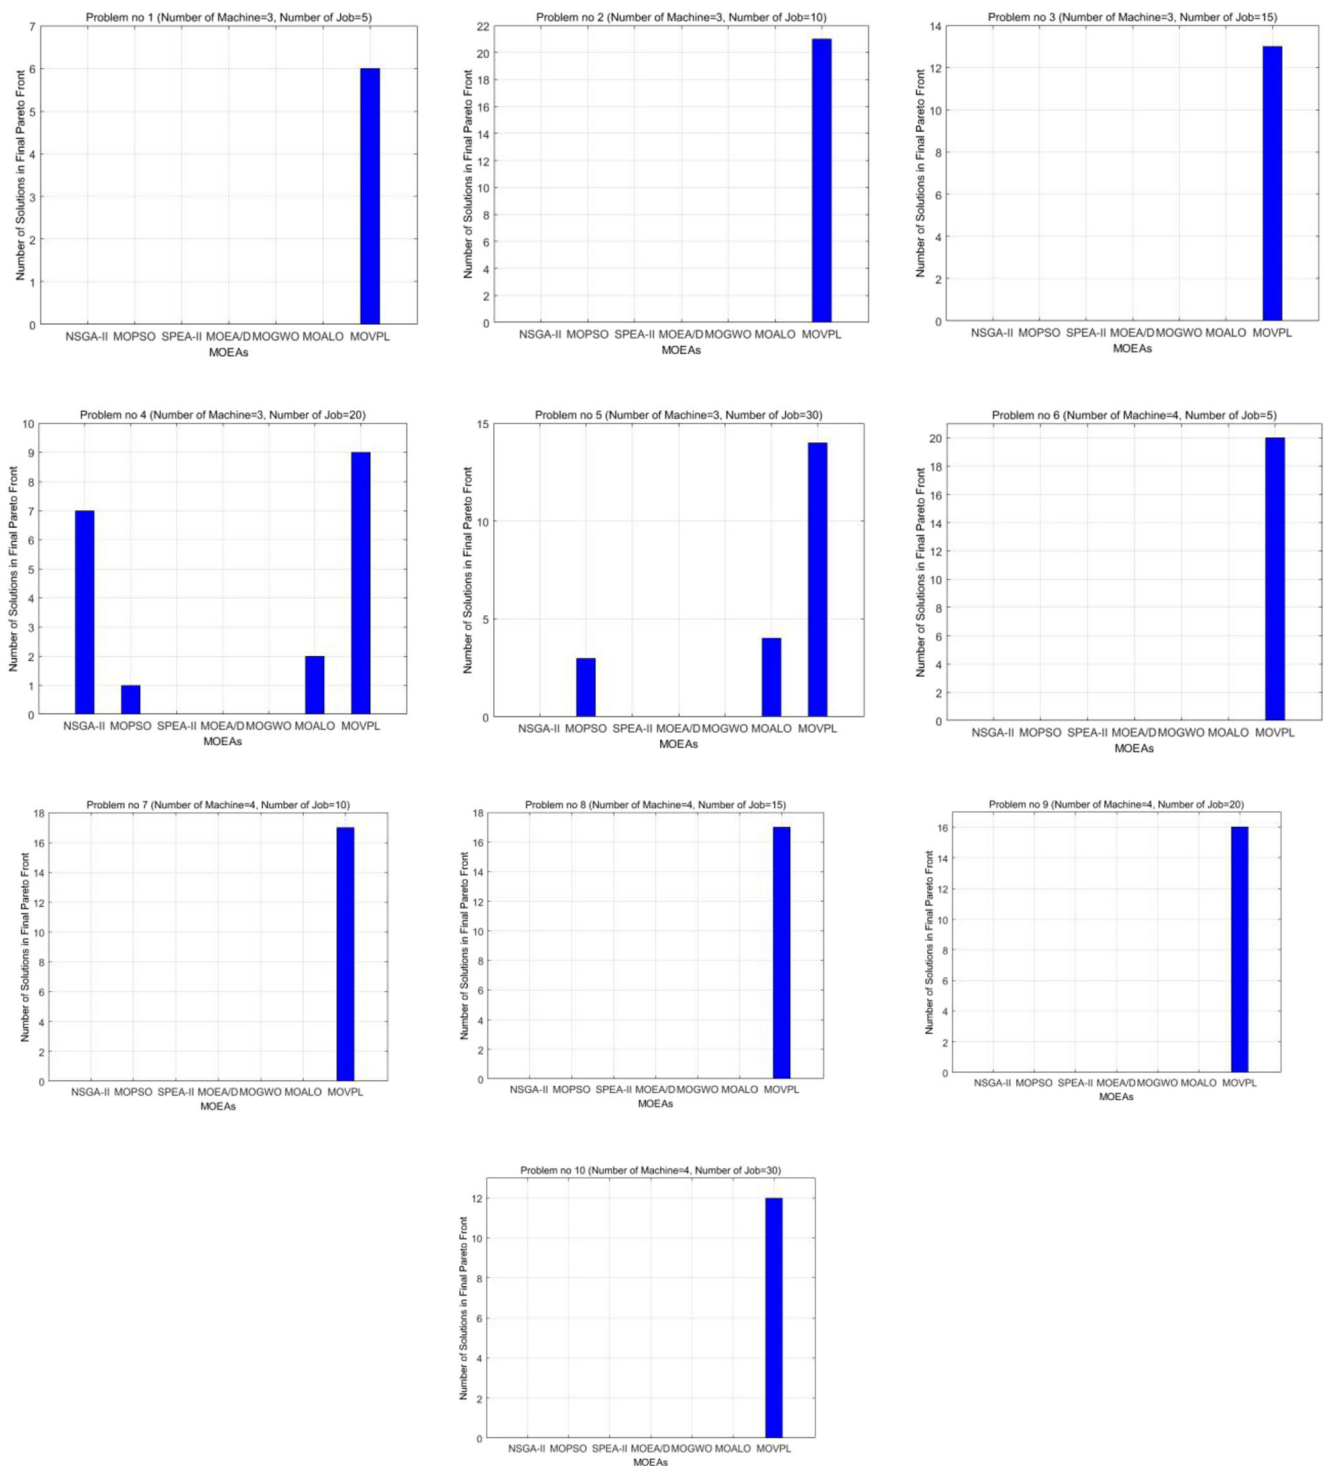 Problem no 1 (Number of Machine=3, Number of Job=5)
Number of Solutions in Final Pareto Front
7
6
5
4
3
2
1
0
NSGA-II MOPSO SPEA-II MOEA/D MOGWO MOALO MOVPL
MOEAs
Problem no 2 (Number of Machine=3, Number of Job=10)
Number of Solutions in Final Pareto Front
22
20
18
16
14
12
10
8
6
4
2
0
NSGA-II MOPSO SPEA-II MOEA/D MOGWO MOALO MOVPL
MOEAs
Problem no 3 (Number of Machine=3, Number of Job=15)
Number of Solutions in Final Pareto Front
14
12
10
8
6
4
2
0
NSGA-II MOPSO SPEA-II MOEA/D MOGWO MOALO MOVPL
MOEAs
Problem no 4 (Number of Machine=3, Number of Job=20)
Number of Solutions in Final Pareto Front
10
9
8
7
6
5
4
3
2
1
0
NSGA-II MOPSO SPEA-II MOEA/D MOGWO MOALO MOVPL
MOEAs
Problem no 5 (Number of Machine=3, Number of Job=30)
Number of Solutions in Final Pareto Front
15
10
5
0
NSGA-II MOPSO SPEA-II MOEA/D MOGWO MOALO MOVPL
MOEAs
Problem no 6 (Number of Machine=4, Number of Job=5)
Number of Solutions in Final Pareto Front
20
18
16
14
12
10
8
6
4
2
0
NSGA-II MOPSO SPEA-II MOEA/D MOGWO MOALO MOVPL
MOEAs
Problem no 7 (Number of Machine=4, Number of Job=10)
Number of Solutions in Final Pareto Front
18
16
14
12
10
8
6
4
2
0
NSGA-II MOPSO SPEA-II MOEA/D MOGWO MOALO MOVPL
MOEAs
Problem no 8 (Number of Machine=4, Number of Job=15)
Number of Solutions in Final Pareto Front
18
16
14
12
10
8
6
4
2
0
NSGA-II MOPSO SPEA-II MOEA/D MOGWO MOALO MOVPL
MOEAs
Problem no 9 (Number of Machine=4, Number of Job=20)
Number of Solutions in Final Pareto Front
16
14
12
10
8
6
4
2
0
NSGA-II MOPSO SPEA-II MOEA/D MOGWO MOALO MOVPL
MOEAs
Problem no 10 (Number of Machine=4, Number of Job=30)
Number of Solutions in Final Pareto Front
12
10
8
6
4
2
0
NSGA-II MOPSO SPEA-II MOEA/D MOGWO MOALO MOVPL
MOEAs